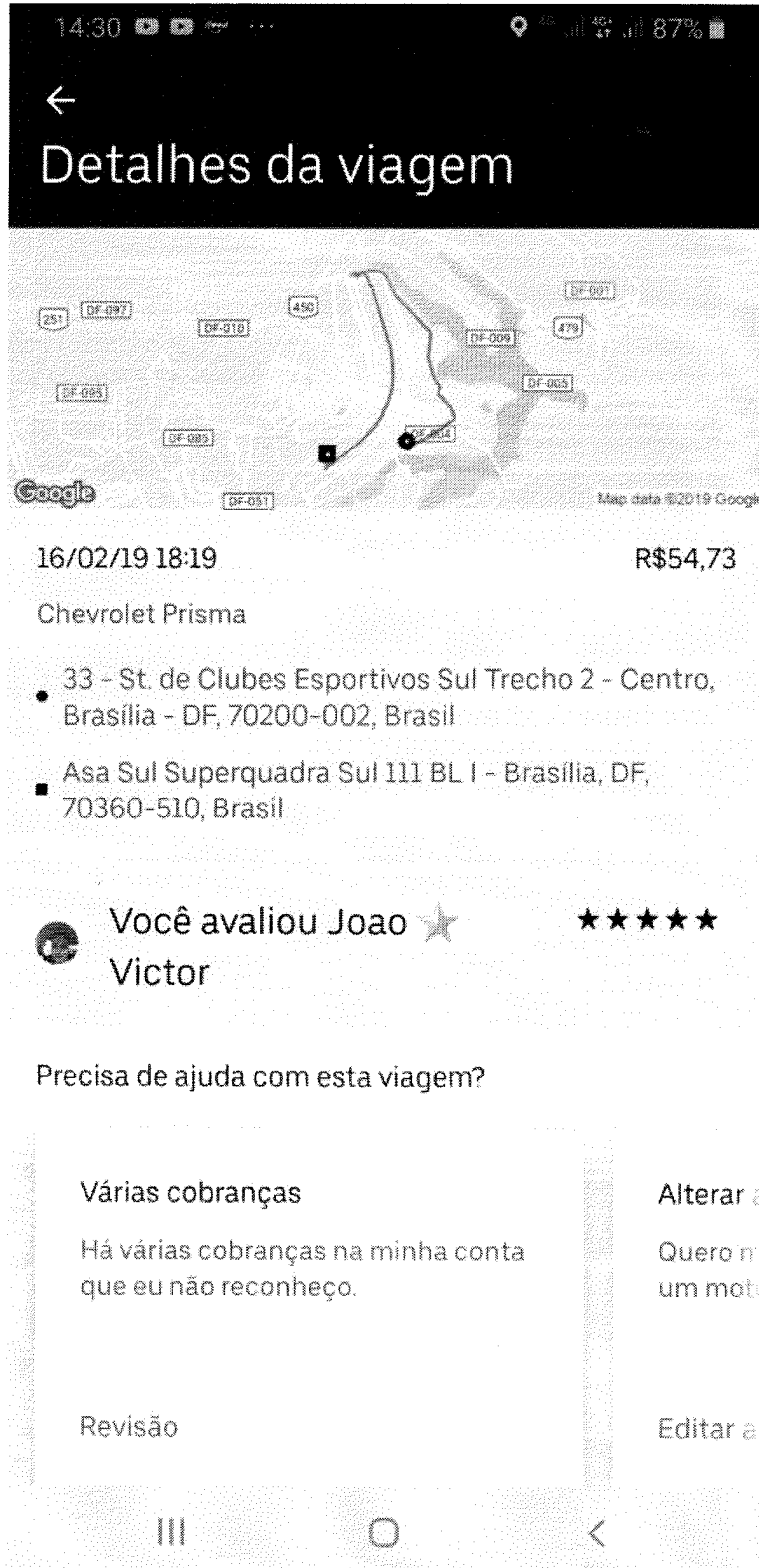 14:30 ... 4G 4G+ 87%
Detalhes da viagem
DF-001
450
251 DF-097
DF-010 479
DF-009
DF-005
DF-095
DF-004
DF-085
Google
DF-051 Map data ©2019 Google
16/02/19 18:19 R$54,73
Chevrolet Prisma
33 - St. de Clubes Esportivos Sul Trecho 2 - Centro,
Brasília - DF, 70200-002, Brasil
Asa Sul Superquadra Sul 111 BL I - Brasília, DF,
70360-510, Brasil
Você avaliou Joao
Victor
Precisa de ajuda com esta viagem?
Várias cobranças
Há várias cobranças na minha conta
que eu não reconheço.
Revisão
Alterar
Quero
um
Editar